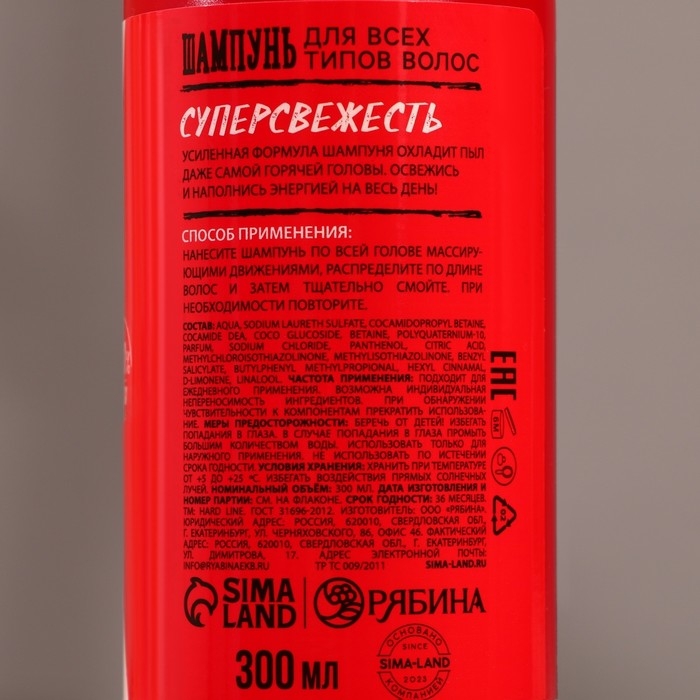 ШАМПУНЬ ДЛЯ ВСЕХ
ТИПОВ ВОЛОС
СУПЕРСВЕЖЕСТЬ
УСИЛЕННАЯ ФОРМУЛА ШАМПУНЯ ОХЛАДИТ ПЫЛ
ДАЖЕ САМОЙ ГОРЯЧЕЙ ГОЛОВЫ. ОСВЕЖИСЬ
И НАПОЛНИСЬ ЭНЕРГИЕЙ НА ВЕСЬ ДЕНЬ!
СПОСОБ ПРИМЕНЕНИЯ:
НАНЕСИТЕ ШАМПУНЬ ПО ВСЕЙ ГОЛОВЕ МАССИРУ-
ЮЩИМИ ДВИЖЕНИЯМИ, РАСПРЕДЕЛИТЕ ПО ДЛИНЕ
ВОЛОС И ЗАТЕМ ТЩАТЕЛЬНО СМОЙТЕ. ПРИ
НЕОБХОДИМОСТИ ПОВТОРИТЕ.
СОСТАВ: AQUA, SODIUM LAURETH SULFATE, COCAMIDOPROPYL BETAINE,
COCAMIDE DEA, COCO GLUCOSIDE, BETAINE, POLYQUATERNIUM-10,
PARFUM, SODIUM CHLORIDE, PANTHENOL, CITRIC ACID,
METHYLCHLOROISOTHIAZOLINONE, METHYLISOTHIAZOLINONE, BENZYL
SALICYLATE, BUTYLPHENYL METHYLPROPIONAL, HEXYL CINNAMAL,
D-LIMONENE, LINALOOL. ЧАСТОТА ПРИМЕНЕНИЯ: ПОДХОДИТ ДЛЯ
ЕЖЕДНЕВНОГО ПРИМЕНЕНИЯ. ВОЗМОЖНА ИНДИВИДУАЛЬНАЯ
НЕПЕРЕНОСИМОСТЬ ИНГРЕДИЕНТОВ. ПРИ ОБНАРУЖЕНИИ
ЧУВСТВИТЕЛЬНОСТИ К КОМПОНЕНТАМ ПРЕКРАТИТЬ ИСПОЛЬЗОВА-
НИЕ. МЕРЫ ПРЕДОСТОРОЖНОСТИ: БЕРЕЧЬ ОТ ДЕТЕЙ! ИЗБЕГАТЬ
ПОПАДАНИЯ В ГЛАЗА. В СЛУЧАЕ ПОПАДАНИЯ В ГЛАЗА ПРОМЫТЬ
БОЛЬШИМ КОЛИЧЕСТВОМ ВОДЫ. ИСПОЛЬЗОВАТЬ ТОЛЬКО ДЛЯ
НАРУЖНОГО ПРИМЕНЕНИЯ. НЕ ИСПОЛЬЗОВАТЬ ПО ИСТЕЧЕНИИ
СРОКА ГОДНОСТИ. УСЛОВИЯ ХРАНЕНИЯ: ХРАНИТЬ ПРИ ТЕМПЕРАТУРЕ
ОТ +5 ДО +25 °С. ИЗБЕГАТЬ ВОЗДЕЙСТВИЯ ПРЯМЫХ СОЛНЕЧНЫХ
ЛУЧЕЙ. НОМИНАЛЬНЫЙ ОБЪЁМ: 300 МЛ. ДАТА ИЗГОТОВЛЕНИЯ И
НОМЕР ПАРТИИ: СМ. НА ФЛАКОНЕ. СРОК ГОДНОСТИ: 36 МЕСЯЦЕВ.
ТМ: HARD LINE. ГОСТ 31696-2012. ИЗГОТОВИТЕЛЬ: ООО «РЯБИНА».
ЮРИДИЧЕСКИЙ АДРЕС: РОССИЯ, 620010, СВЕРДЛОВСКАЯ ОБЛ.,
Г. ЕКАТЕРИНБУРГ, УЛ. ЧЕРНЯХОВСКОГО, 86, ОФИС 46. ФАКТИЧЕСКИЙ
АДРЕС: РОССИЯ, 620010, СВЕРДЛОВСКАЯ ОБЛ., Г. ЕКАТЕРИНБУРГ,
УЛ. ДИМИТРОВА, 17. АДРЕС ЭЛЕКТРОННОЙ ПОЧТЫ:
INFO@RYABINAEKB.RU ТР ТС 009/2011 SIMA-LAND.RU
ЕАС
6M
SIMA
LAND
РЯБИНА
300 МЛ
ОСНОВАНО
SINCE
SIMA-LAND
2023
КОМПАНИЕЙ